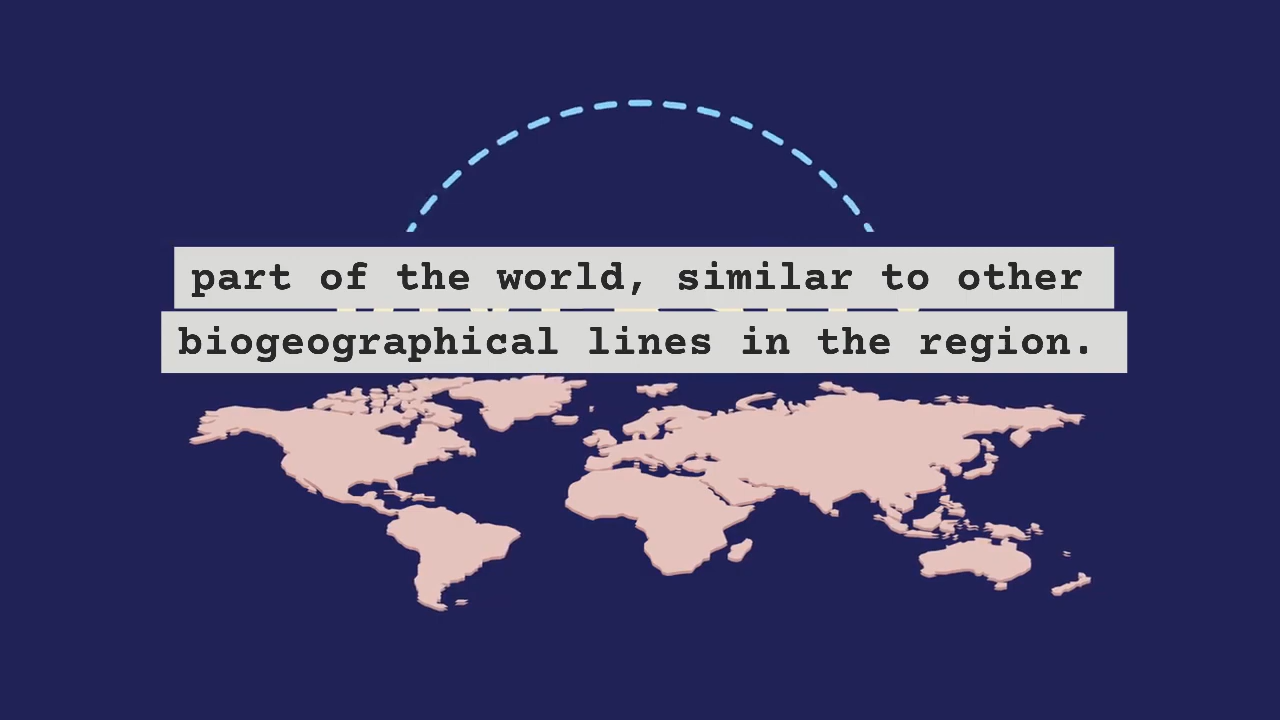 part of the world, similar to other
biogeographical lines in the region.